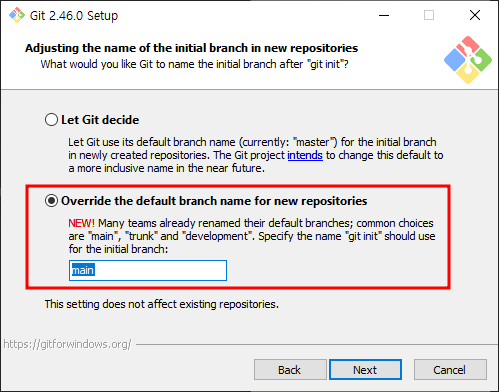 Git 2.46.0 Setup
Adjusting the name of the initial branch in new repositories
What would you like Git to name the initial branch after "git init"?
Let Git decide
Let Git use its default branch name (currently: "master") for the initial branch
in newly created repositories. The Git project intends to change this default to
a more inclusive name in the near future.
Override the default branch name for new repositories
NEW! Many teams already renamed their default branches; common choices
are "main", "trunk" and "development". Specify the name "git init" should use
for the initial branch:
main
This setting does not affect existing repositories.
https://gitforwindows.org/
Back
Next
Cancel